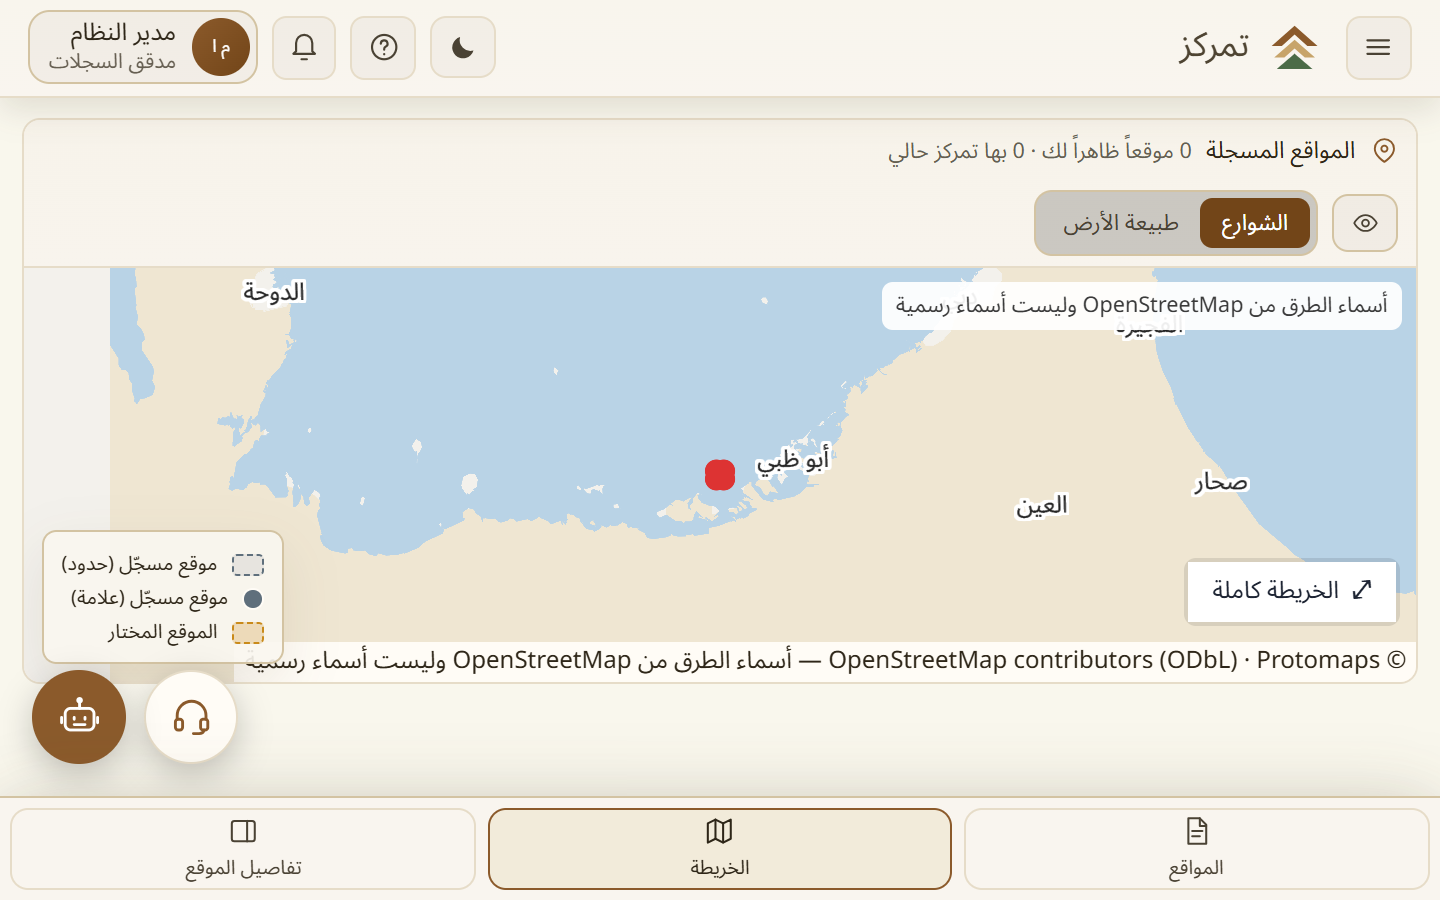 تمركز
مدير النظام
مدقق السجلات
م ا
المواقع المسجلة 0 موقعاً ظاهراً لك · 0 بها تمركز حالي
الشوارع
طبيعة الأرض
أسماء الطرق من OpenStreetMap وليست أسماء رسمية
الدوحة
الفجيرة
أبو ظبي
صحار
العين
موقع مسجّل (حدود)
موقع مسجّل (علامة)
الموقع المختار
الخريطة كاملة
© OpenStreetMap contributors (ODbL) · Protomaps — أسماء الطرق من OpenStreetMap وليست أسماء رسمية
المواقع
الخريطة
تفاصيل الموقع